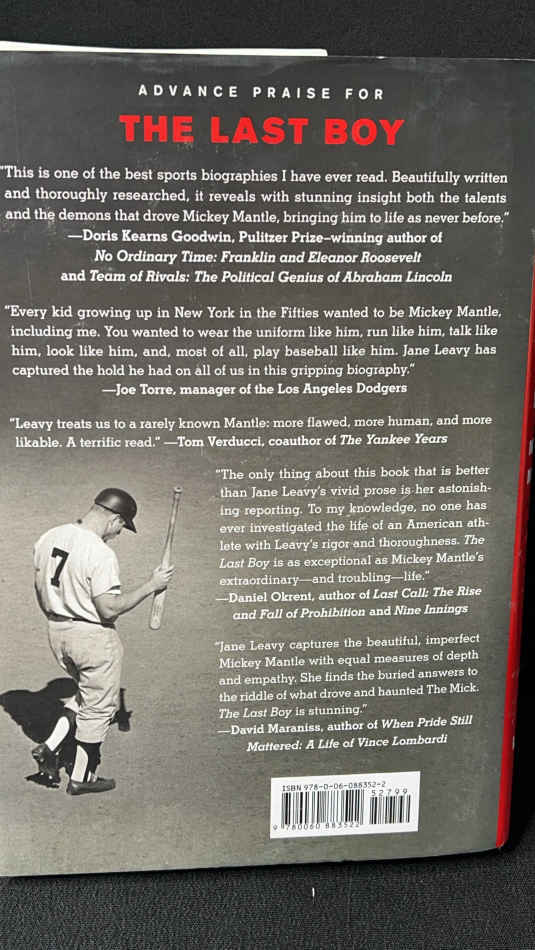 ADVANCE PRAISE FOR
THE LAST BOY
"This is one of the best sports biographies I have ever read. Beautifully written
and thoroughly researched, it reveals with stunning insight both the talents
and the demons that drove Mickey Mantle, bringing him to life as never before."
—Doris Kearns Goodwin, Pulitzer Prize–winning author of
No Ordinary Time: Franklin and Eleanor Roosevelt
and Team of Rivals: The Political Genius of Abraham Lincoln
"Every kid growing up in New York in the Fifties wanted to be Mickey Mantle,
including me. You wanted to wear the uniform like him, run like him, talk like
him, look like him, and, most of all, play baseball like him. Jane Leavy has
captured the hold he had on all of us in this gripping biography."
—Joe Torre, manager of the Los Angeles Dodgers
"Leavy treats us to a rarely known Mantle: more flawed, more human, and more
likable. A terrific read." —Tom Verducci, coauthor of The Yankee Years
"The only thing about this book that is better
than Jane Leavy's vivid prose is her astonish-
ing reporting. To my knowledge, no one has
ever investigated the life of an American ath-
lete with Leavy's rigor and thoroughness. The
Last Boy is as exceptional as Mickey Mantle's
extraordinary—and troubling—life."
—Daniel Okrent, author of Last Call: The Rise
and Fall of Prohibition and Nine Innings
"Jane Leavy captures the beautiful, imperfect
Mickey Mantle with equal measures of depth
and empathy. She finds the buried answers to
the riddle of what drove and haunted The Mick.
The Last Boy is stunning."
—David Maraniss, author of When Pride Still
Mattered: A Life of Vince Lombardi
7
ISBN 978-0-06-088352-2
52799
9 780060 883522